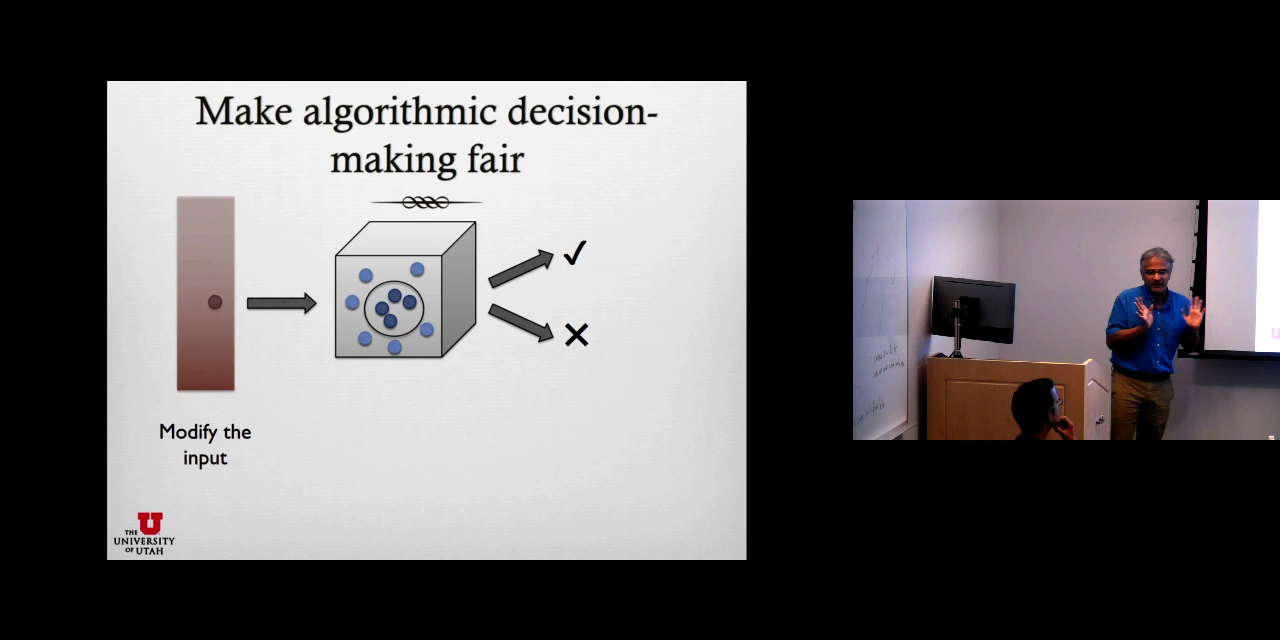 Make algorithmic decision-
making fair
Modify the
input
THE
UNIVERSITY
OF UTAH